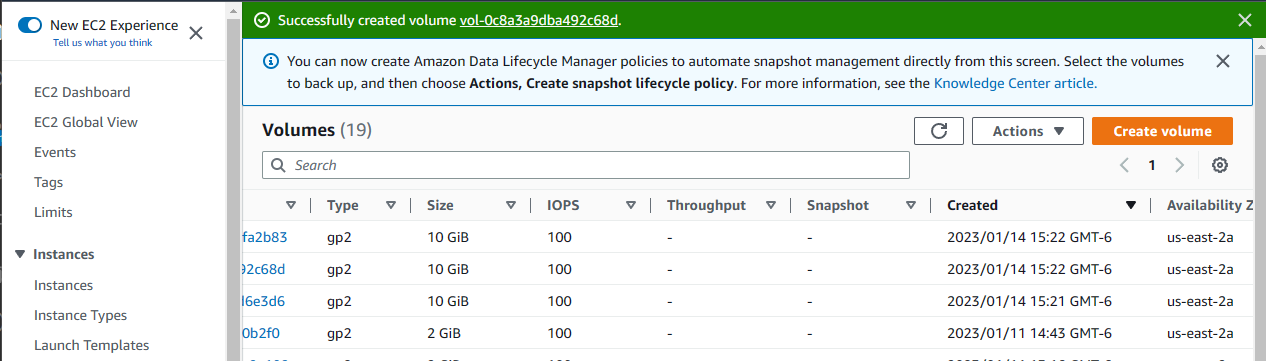 New EC2 Experience
Tell us what you think
EC2 Dashboard
EC2 Global View
Events
Tags
Limits
Instances
Instances
Instance Types
Launch Templates
Successfully created volume vol-0c8a3a9dba492c68d.
You can now create Amazon Data Lifecycle Manager policies to automate snapshot management directly from this screen. Select the volumes
to back up, and then choose Actions, Create snapshot lifecycle policy. For more information, see the Knowledge Center article.
Volumes (19)
Actions
Create volume
Search
1
Type Size IOPS Throughput Snapshot Created Availability Z
fa2b83 gp2 10 GiB 100 - - 2023/01/14 15:22 GMT-6 us-east-2a
92c68d gp2 10 GiB 100 - - 2023/01/14 15:22 GMT-6 us-east-2a
d6e3d6 gp2 10 GiB 100 - - 2023/01/14 15:21 GMT-6 us-east-2a
0b2f0 gp2 2 GiB 100 - - 2023/01/11 14:43 GMT-6 us-east-2a